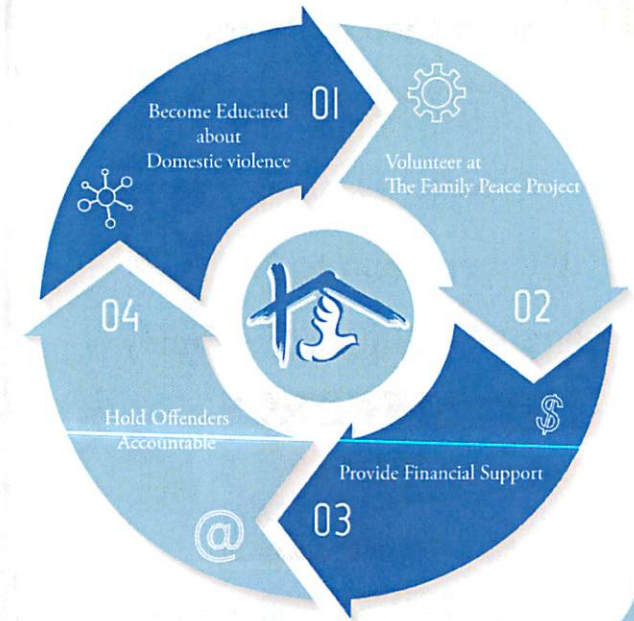 01
Become Educated
about
Domestic violence
Volunteer at
The Family Peace Project
02
$
Provide Financial Support
03
04
Hold Offenders
Accountable
@